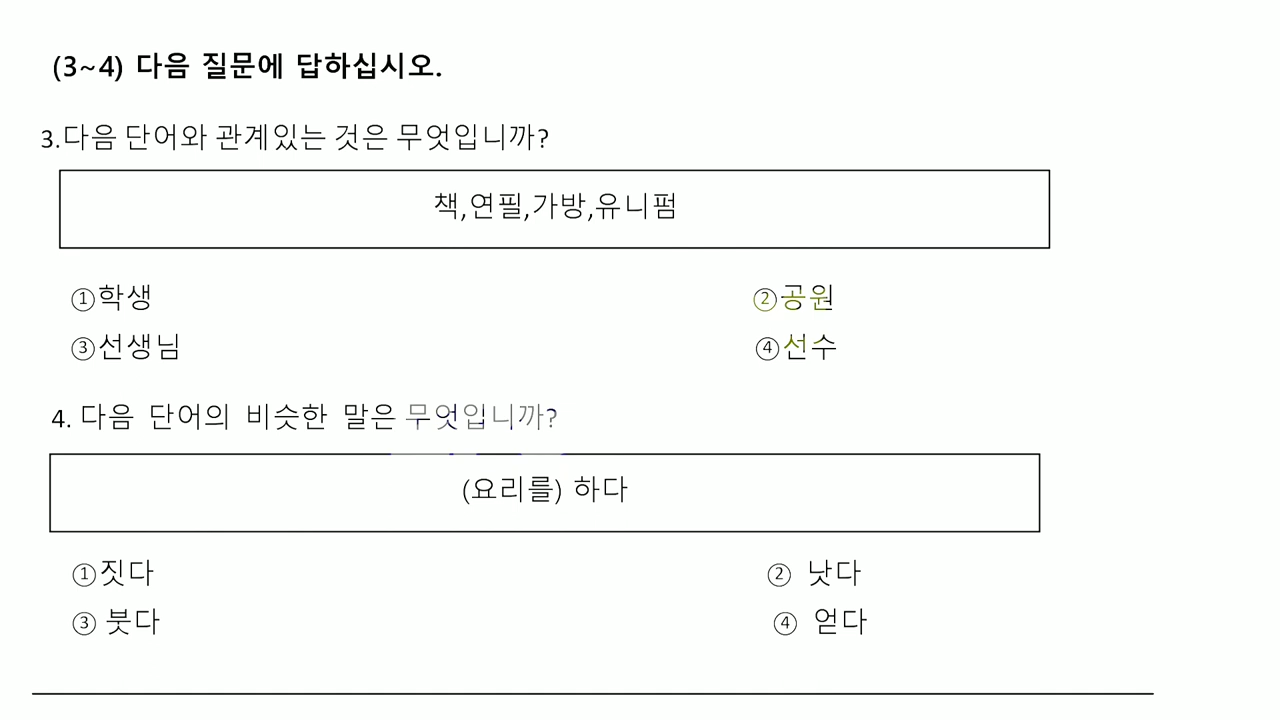 (3~4) 다음 질문에 답하십시오.
3.다음 단어와 관계있는 것은 무엇입니까?
책,연필,가방,유니펌
①학생 ②공원
③선생님 ④선수
4. 다음 단어의 비슷한 말은 무엇입니까?
(요리를) 하다
①짓다 ② 낫다
③ 붓다 ④ 얻다